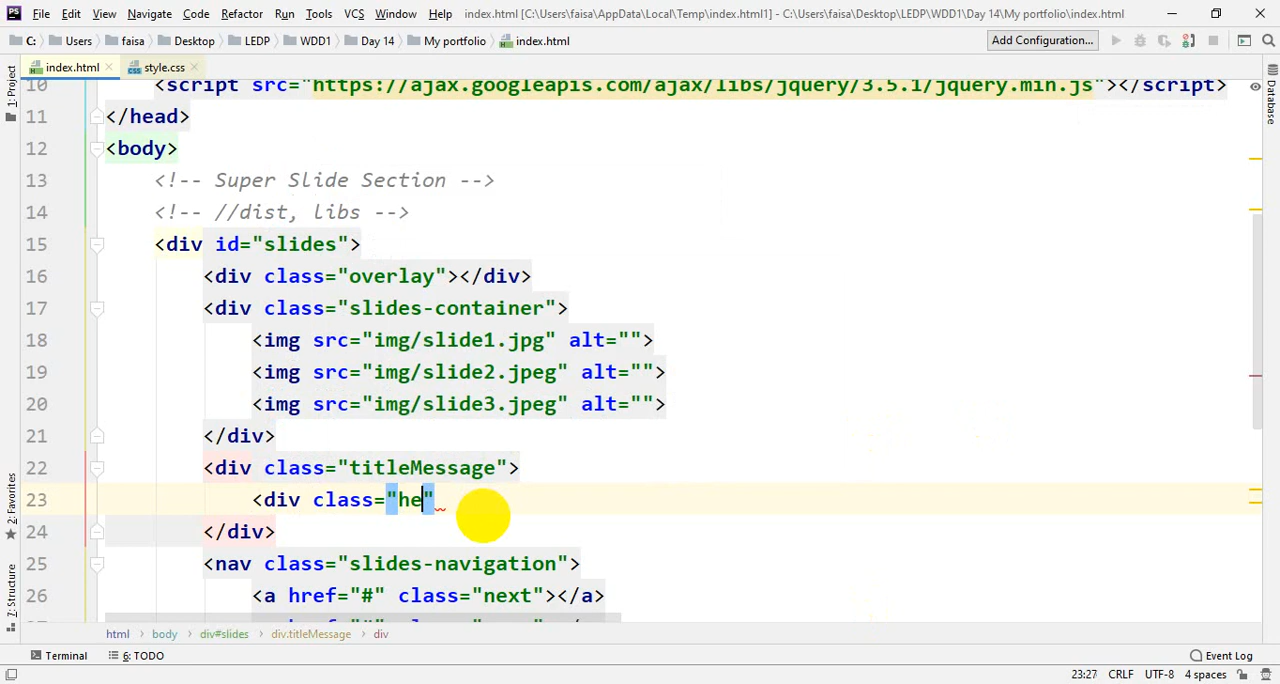 PS File Edit View Navigate Code Refactor Run Tools VCS Window Help index.html [C:\Users\faisa\AppData\Local\Temp\index.html1] - C:\Users\faisa\Desktop\LEDP\WDD1\Day 14\My portfolio\index.html
C: Users faisa Desktop LEDP WDD1 Day 14 My portfolio index.html Add Configuration...
index.html style.css
1: Project
Database
10 <script src="https://ajax.googleapis.com/ajax/libs/jquery/3.5.1/jquery.min.js"></script>
11 </head>
12 <body>
13 <!-- Super Slide Section -->
14 <!-- //dist, libs -->
15 <div id="slides">
16 <div class="overlay"></div>
17 <div class="slides-container">
18 <img src="img/slide1.jpg" alt="">
19 <img src="img/slide2.jpeg" alt="">
20 <img src="img/slide3.jpeg" alt="">
21 </div>
22 <div class="titleMessage">
23 <div class="he"
24 </div>
25 <nav class="slides-navigation">
26 <a href="#" class="next"></a>
2: Favorites
Z: Structure
html body div#slides div.titleMessage div
Terminal 6: TODO Event Log
23:27 CRLF UTF-8 4 spaces